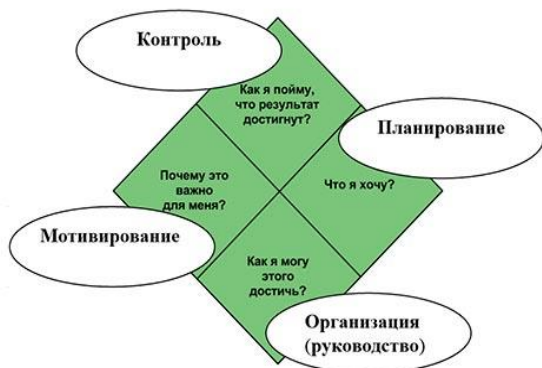 Контроль
Как я пойму,
что результат
достигнут?
Планирование
Почему это
важно
для меня?
Что я хочу?
Мотивирование
Как я могу
этого
достичь?
Организация
(руководство)